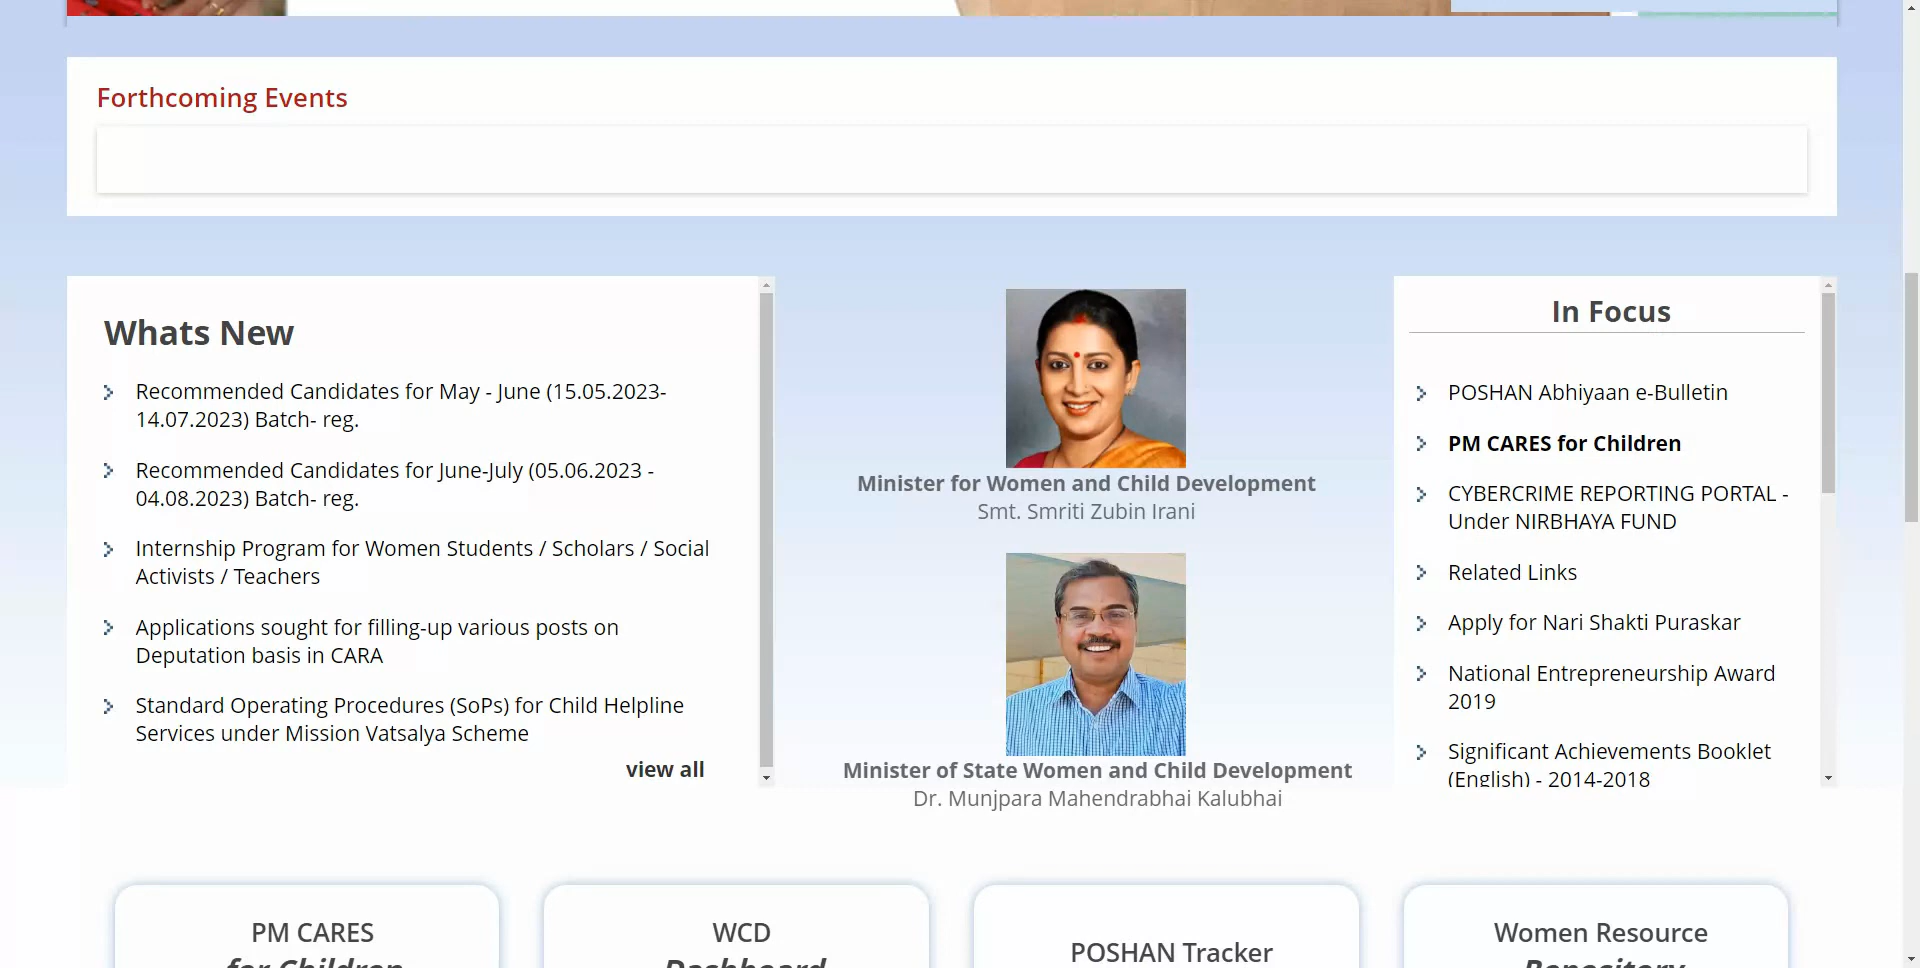 Forthcoming Events
Whats New
Recommended Candidates for May - June (15.05.2023-
14.07.2023) Batch- reg.
Recommended Candidates for June-July (05.06.2023 -
04.08.2023) Batch- reg.
Internship Program for Women Students / Scholars / Social
Activists / Teachers
Applications sought for filling-up various posts on
Deputation basis in CARA
Standard Operating Procedures (SoPs) for Child Helpline
Services under Mission Vatsalya Scheme
view all
Minister for Women and Child Development
Smt. Smriti Zubin Irani
Minister of State Women and Child Development
Dr. Munjpara Mahendrabhai Kalubhai
In Focus
POSHAN Abhiyaan e-Bulletin
PM CARES for Children
CYBERCRIME REPORTING PORTAL -
Under NIRBHAYA FUND
Related Links
Apply for Nari Shakti Puraskar
National Entrepreneurship Award
2019
Significant Achievements Booklet
(English) - 2014-2018
PM CARES
for Children
WCD
Dashboard
POSHAN Tracker
Women Resource
Repository